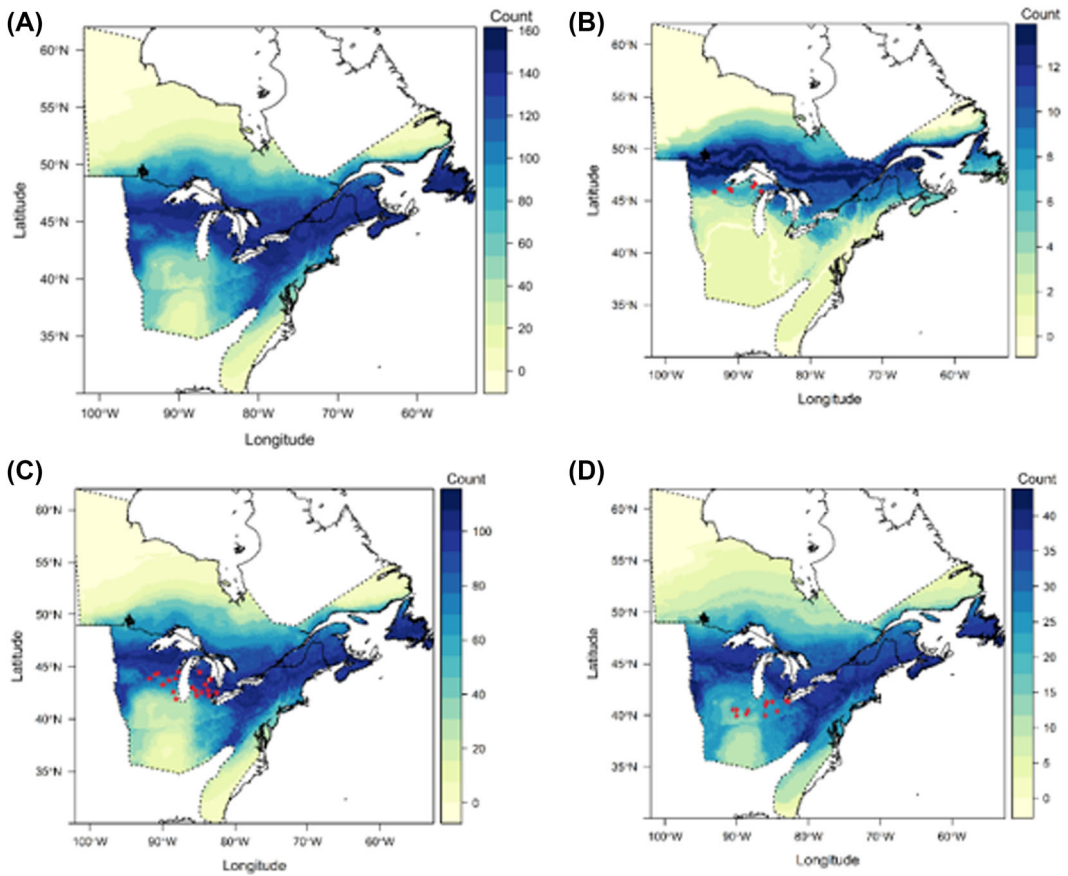 (A)
Count
160
140
120
100
80
60
40
20
0
60°N
55°N
50°N
45°N
40°N
35°N
Latitude
100°W
90°W
80°W
70°W
60°W
Longitude
(B)
Count
12
10
8
6
4
2
0
60°N
55°N
50°N
45°N
40°N
35°N
Latitude
100°W
90°W
80°W
70°W
60°W
Longitude
(C)
Count
100
80
60
40
20
0
60°N
55°N
50°N
45°N
40°N
35°N
Latitude
100°W
90°W
80°W
70°W
60°W
Longitude
(D)
Count
40
35
30
25
20
15
10
5
0
60°N
55°N
50°N
45°N
40°N
35°N
Latitude
100°W
90°W
80°W
70°W
60°W
Longitude